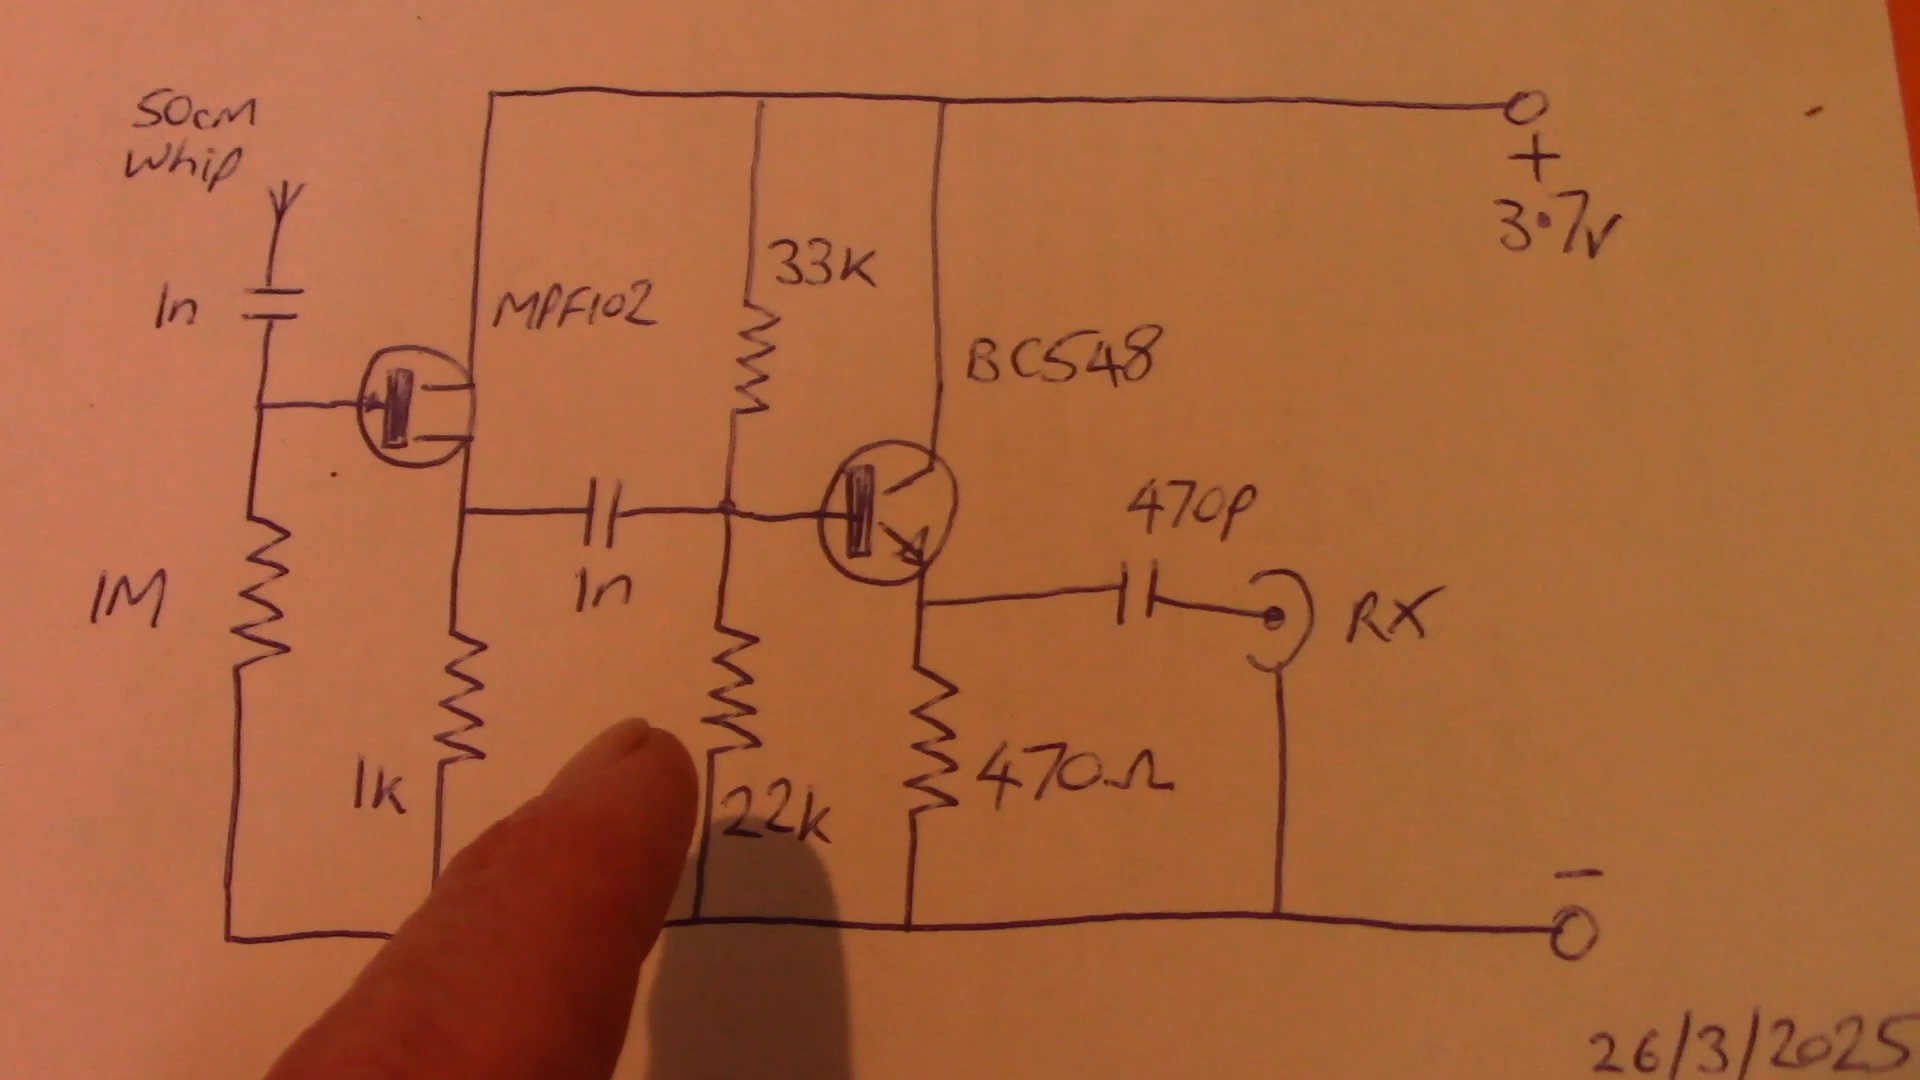 50cM
Whip
1n
MPF102
33K
BC548
+
3.7v
470p
1M
1n
RX
1k
22k
470Ω
−
26/3/2025